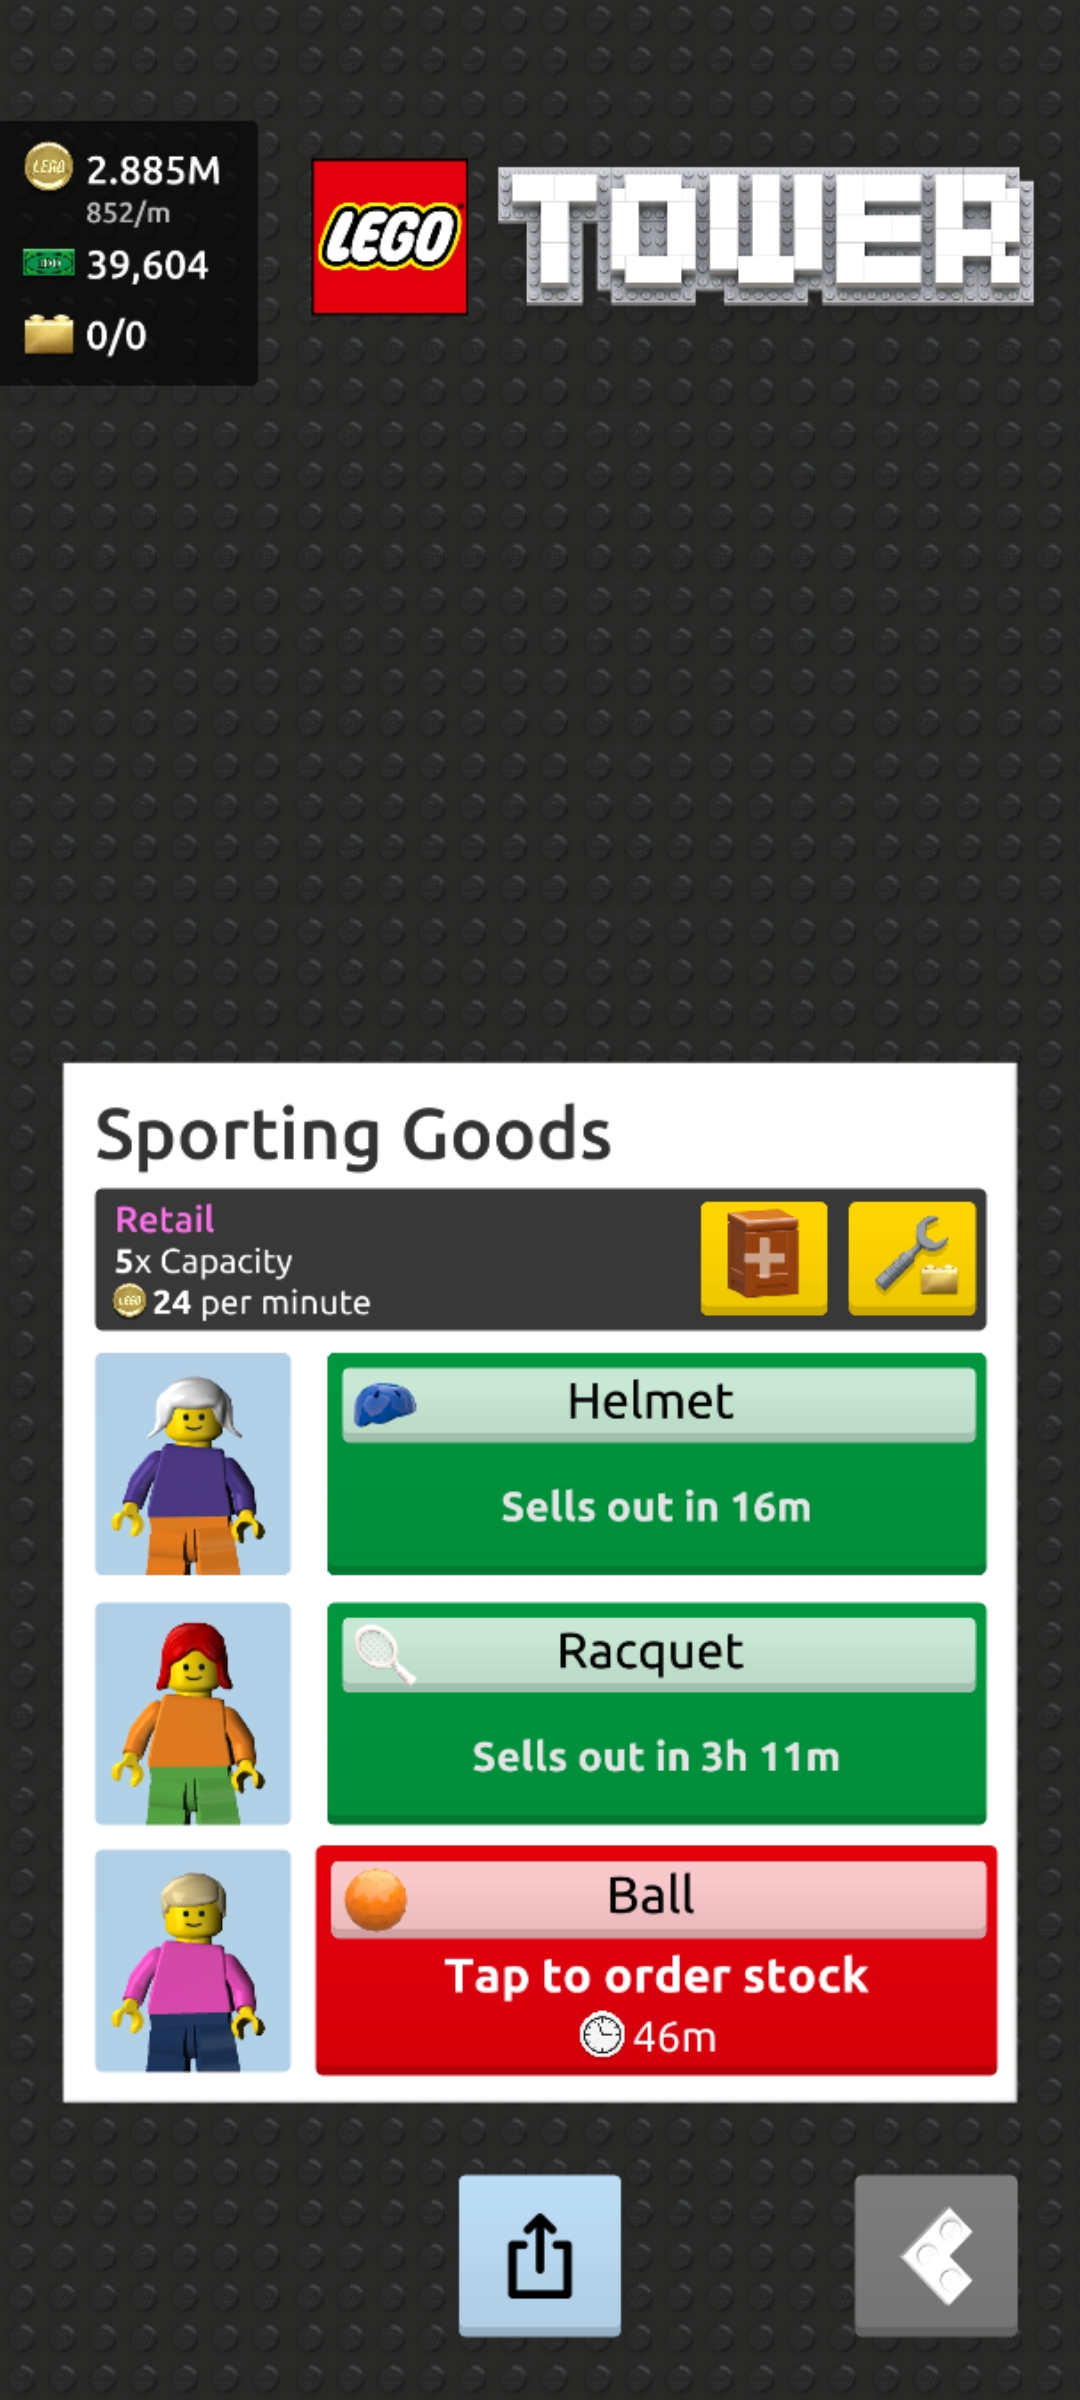 2.885M
852/m
39,604
0/0
LEGO
TOWER
Sporting Goods
Retail
5x Capacity
24 per minute
Helmet
Sells out in 16m
Racquet
Sells out in 3h 11m
Ball
Tap to order stock
46m